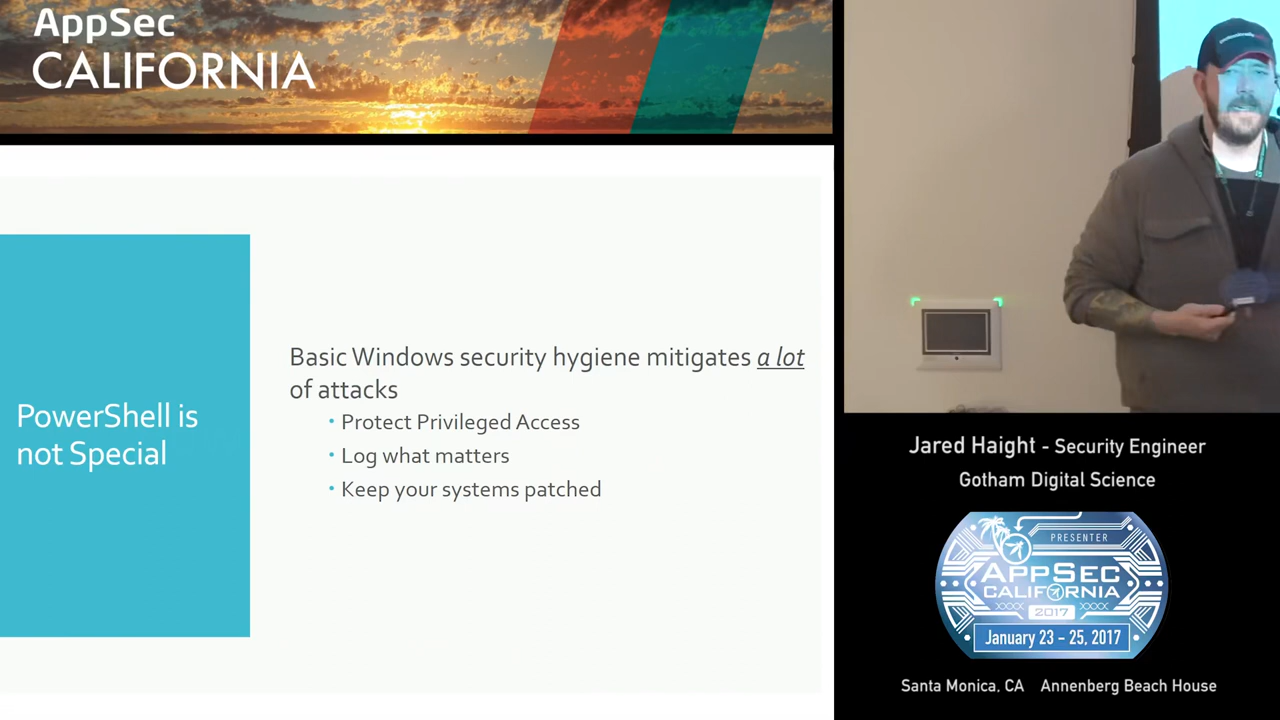 AppSec
CALIFORNIA
PowerShell is
not Special
Basic Windows security hygiene mitigates a lot
of attacks
• Protect Privileged Access
• Log what matters
• Keep your systems patched
Jared Haight - Security Engineer
Gotham Digital Science
PRESENTER
APPSEC
CALIFORNIA
XXXX 2017 XXXX
January 23 - 25, 2017
Santa Monica, CA Annenberg Beach House